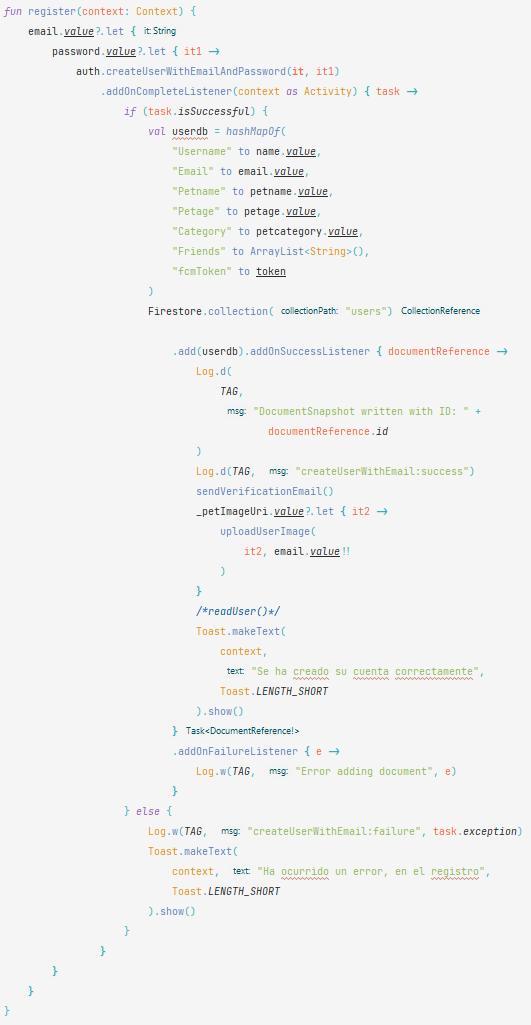 fun register(context: Context) {
email.value?.let { it: String
password.value?.let { it1 →
auth.createUserWithEmailAndPassword(it, it1)
.addOnCompleteListener(context as Activity) { task →
if (task.isSuccessful) {
val userdb = hashMapOf(
"Username" to name.value,
"Email" to email.value,
"Petname" to petname.value,
"Petage" to petage.value,
"Category" to petcategory.value,
"Friends" to ArrayList<String>(),
"fcmToken" to token
)
Firestore.collection( collectionPath: "users") CollectionReference
.add(userdb).addOnSuccessListener { documentReference →
Log.d(
TAG,
msg: "DocumentSnapshot written with ID: " +
documentReference.id
)
Log.d(TAG, msg: "createUserWithEmail:success")
sendVerificationEmail()
_petImageUri.value?.let { it2 →
uploadUserImage(
it2, email.value!!
)
}
/*readUser()*/
Toast.makeText(
context,
text: "Se ha creado su cuenta correctamente",
Toast.LENGTH_SHORT
).show()
} Task<DocumentReference!>
.addOnFailureListener { e →
Log.w(TAG, msg: "Error adding document", e)
}
} else {
Log.w(TAG, msg: "createUserWithEmail:failure", task.exception)
Toast.makeText(
context, text: "Ha ocurrido un error, en el registro",
Toast.LENGTH_SHORT
).show()
}
}
}
}
}